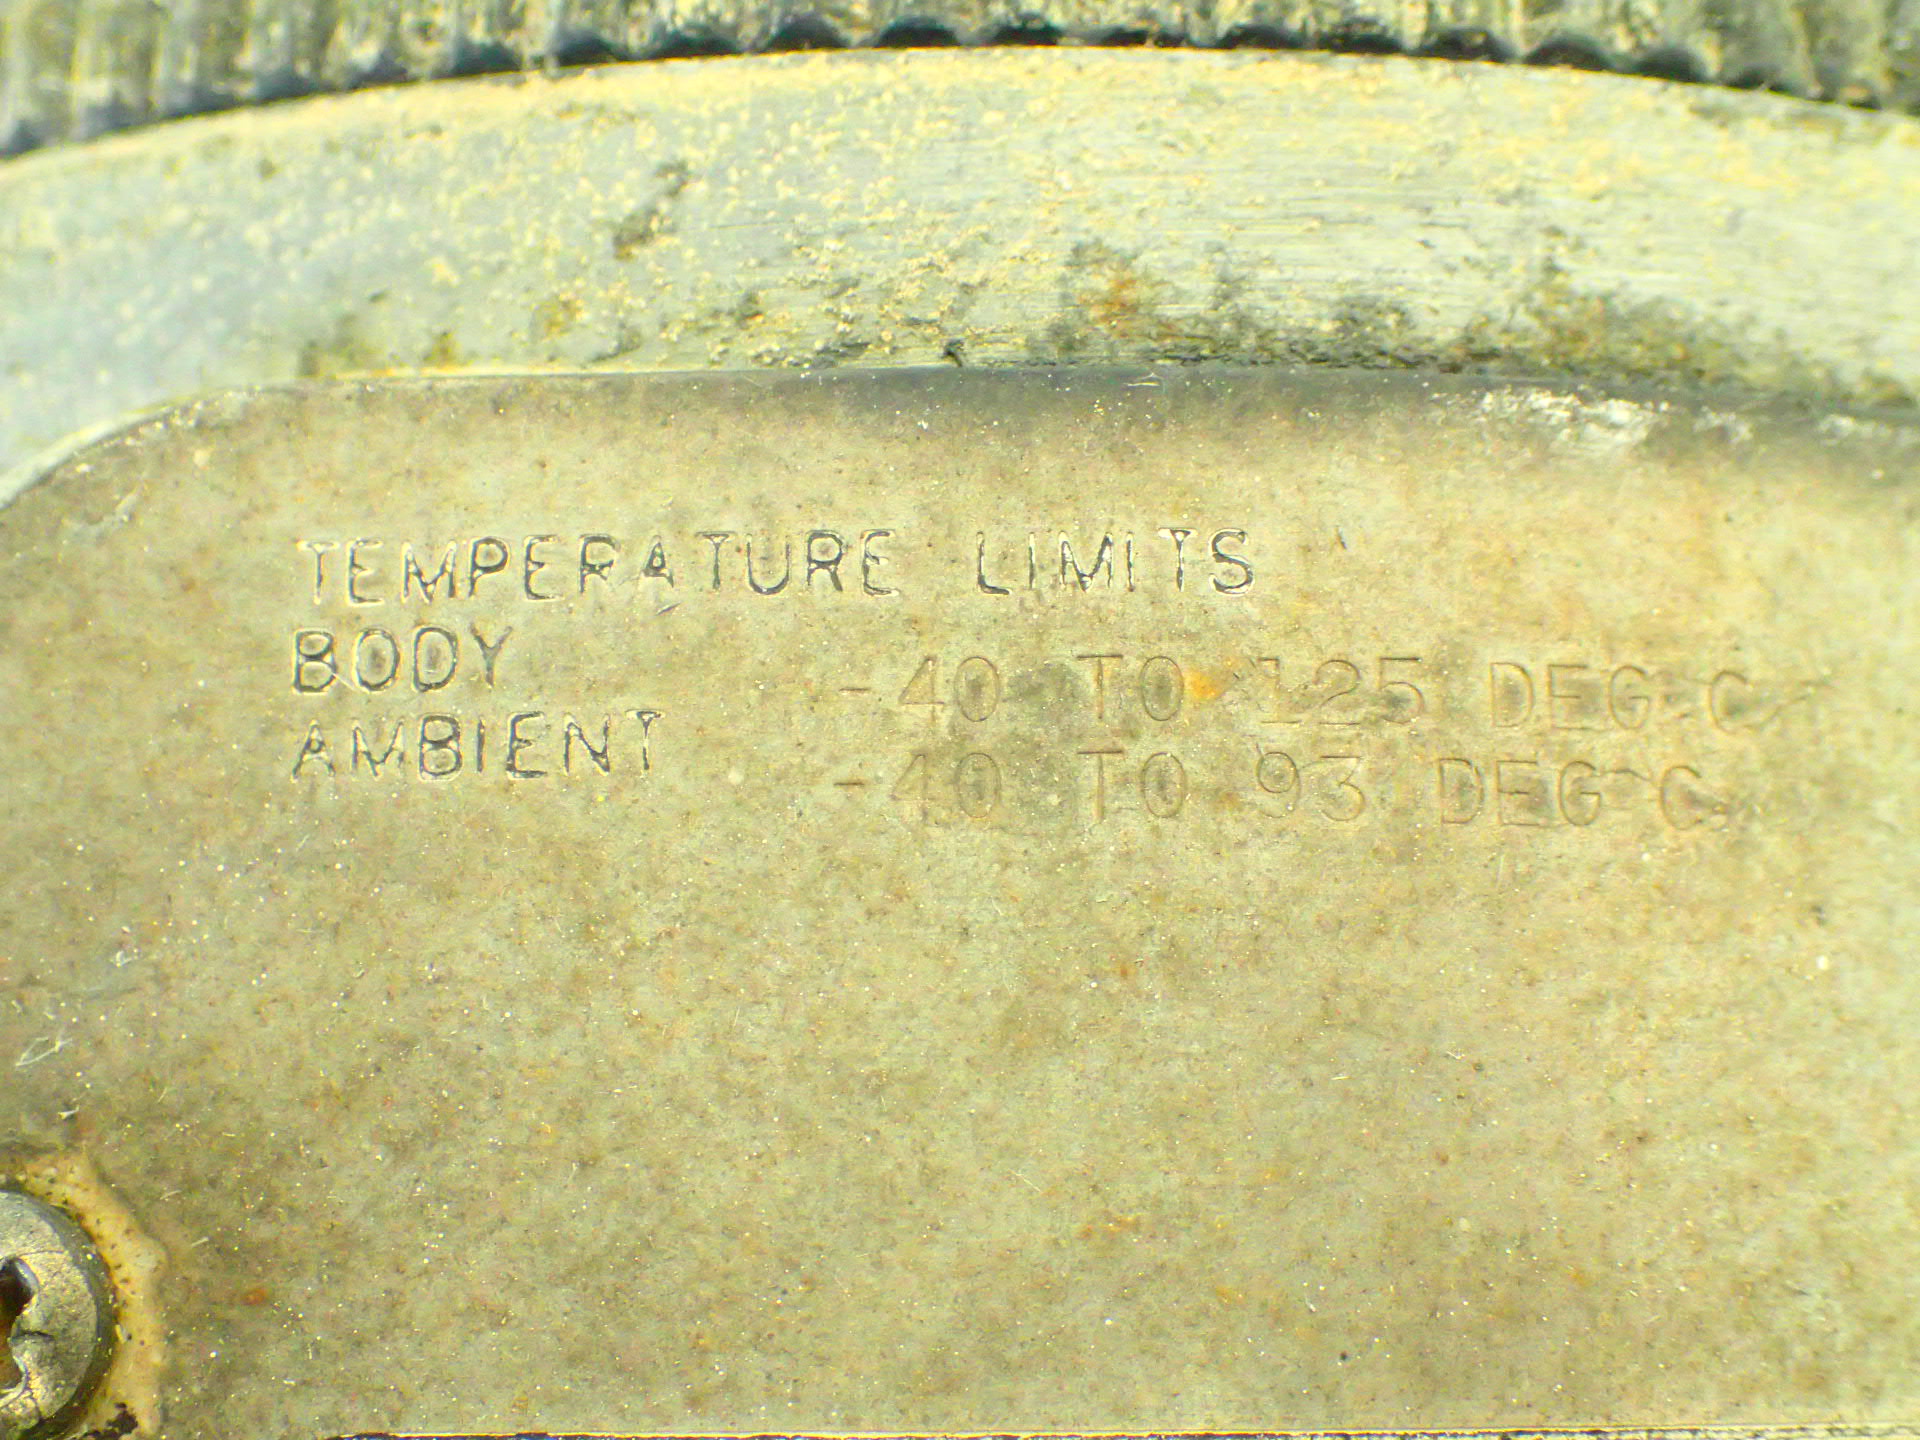 TEMPERATURE LIMITS
BODY -40 TO 125 DEG C
AMBIENT -40 TO 93 DEG C